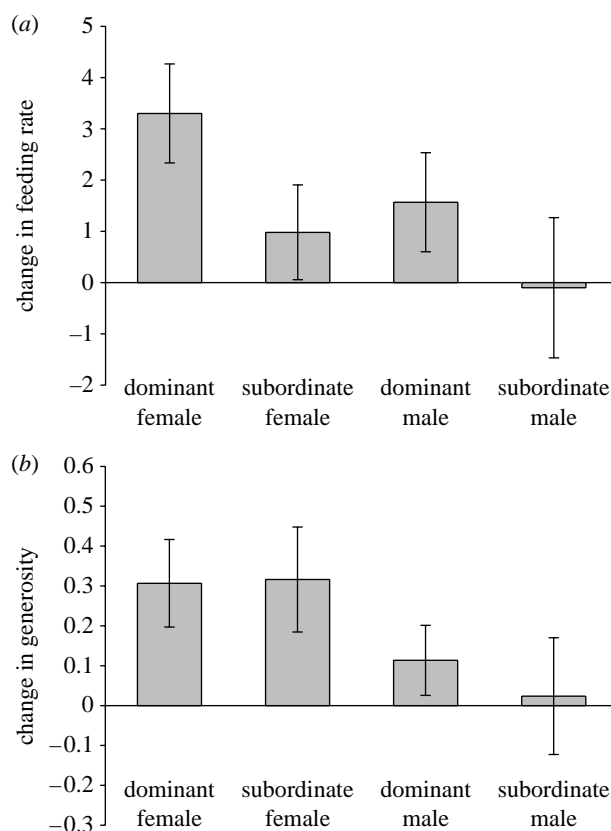 (a)
5
4
3
2
1
0
–1
–2
change in feeding rate
dominant female
subordinate female
dominant male
subordinate male
(b)
0.6
0.5
0.4
0.3
0.2
0.1
0
–0.1
–0.2
–0.3
change in generosity
dominant female
subordinate female
dominant male
subordinate male